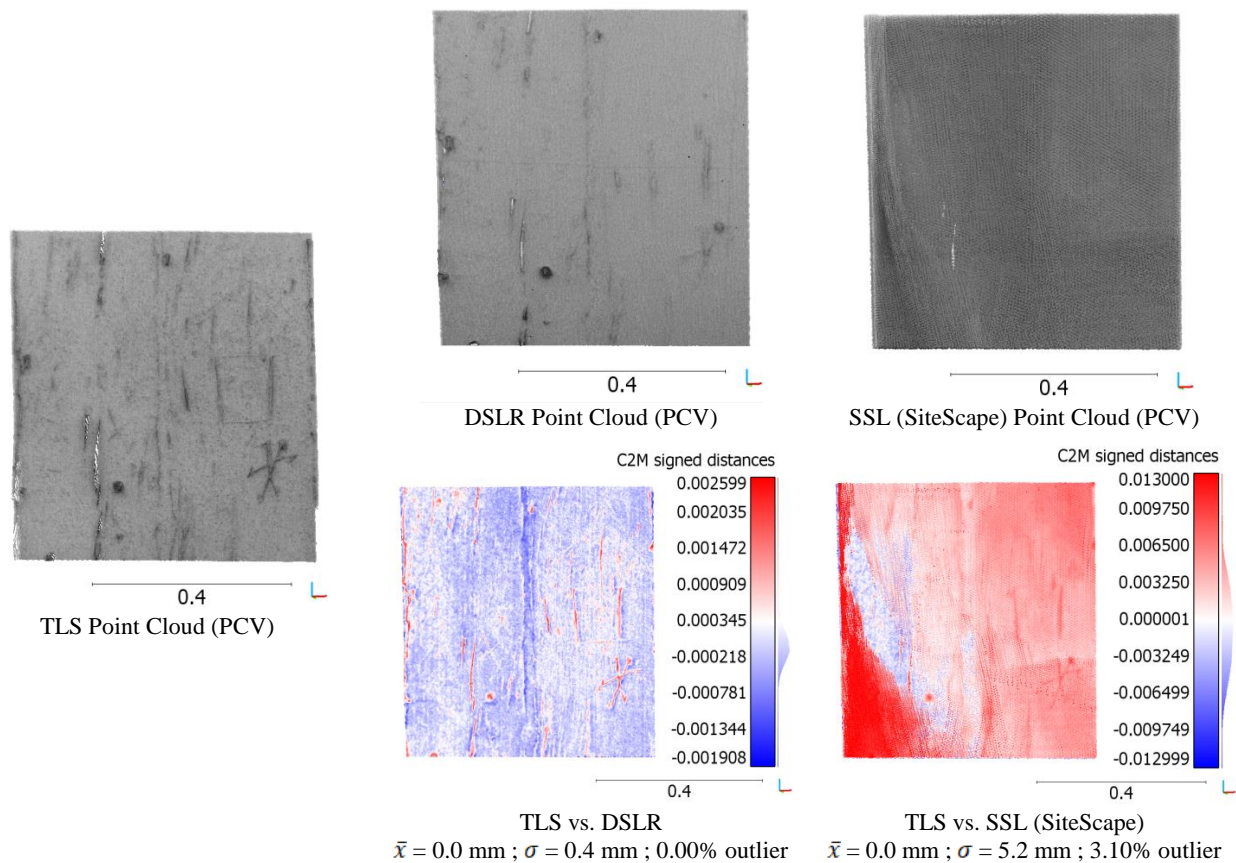 0.4
TLS Point Cloud (PCV)
0.4
DSLR Point Cloud (PCV)
0.4
SSL (SiteScape) Point Cloud (PCV)
C2M signed distances
0.002599
0.002035
0.001472
0.000909
0.000345
-0.000218
-0.000781
-0.001344
-0.001908
0.4
TLS vs. DSLR
x̄ = 0.0 mm ; σ = 0.4 mm ; 0.00% outlier
C2M signed distances
0.013000
0.009750
0.006500
0.003250
0.000001
-0.003249
-0.006499
-0.009749
-0.012999
0.4
TLS vs. SSL (SiteScape)
x̄ = 0.0 mm ; σ = 5.2 mm ; 3.10% outlier